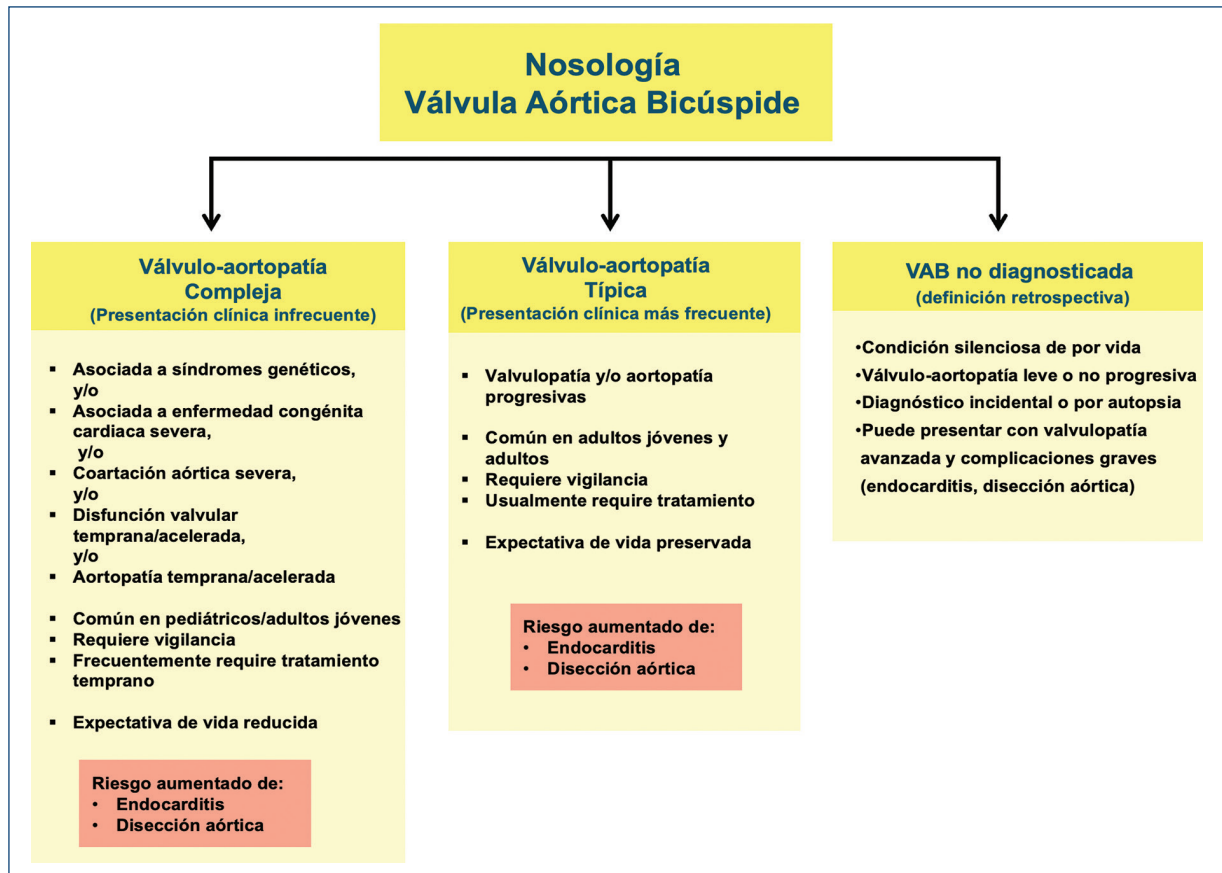 Nosología
Válvula Aórtica Bicúspide
Válvulo-aortopatía
Compleja
(Presentación clínica infrecuente)
▪ Asociada a síndromes genéticos,
y/o
▪ Asociada a enfermedad congénita
cardiaca severa,
y/o
▪ Coartación aórtica severa,
y/o
▪ Disfunción valvular
temprana/acelerada,
y/o
▪ Aortopatía temprana/acelerada
▪ Común en pediátricos/adultos jóvenes
▪ Requiere vigilancia
▪ Frecuentemente require tratamiento
temprano
▪ Expectativa de vida reducida
Riesgo aumentado de:
• Endocarditis
• Disección aórtica
Válvulo-aortopatía
Típica
(Presentación clínica más frecuente)
▪ Valvulopatía y/o aortopatía
progresivas
▪ Común en adultos jóvenes y
adultos
▪ Requiere vigilancia
▪ Usualmente require tratamiento
▪ Expectativa de vida preservada
Riesgo aumentado de:
• Endocarditis
• Disección aórtica
VAB no diagnosticada
(definición retrospectiva)
•Condición silenciosa de por vida
•Válvulo-aortopatía leve o no progresiva
•Diagnóstico incidental o por autopsia
•Puede presentar con valvulopatía
avanzada y complicaciones graves
(endocarditis, disección aórtica)